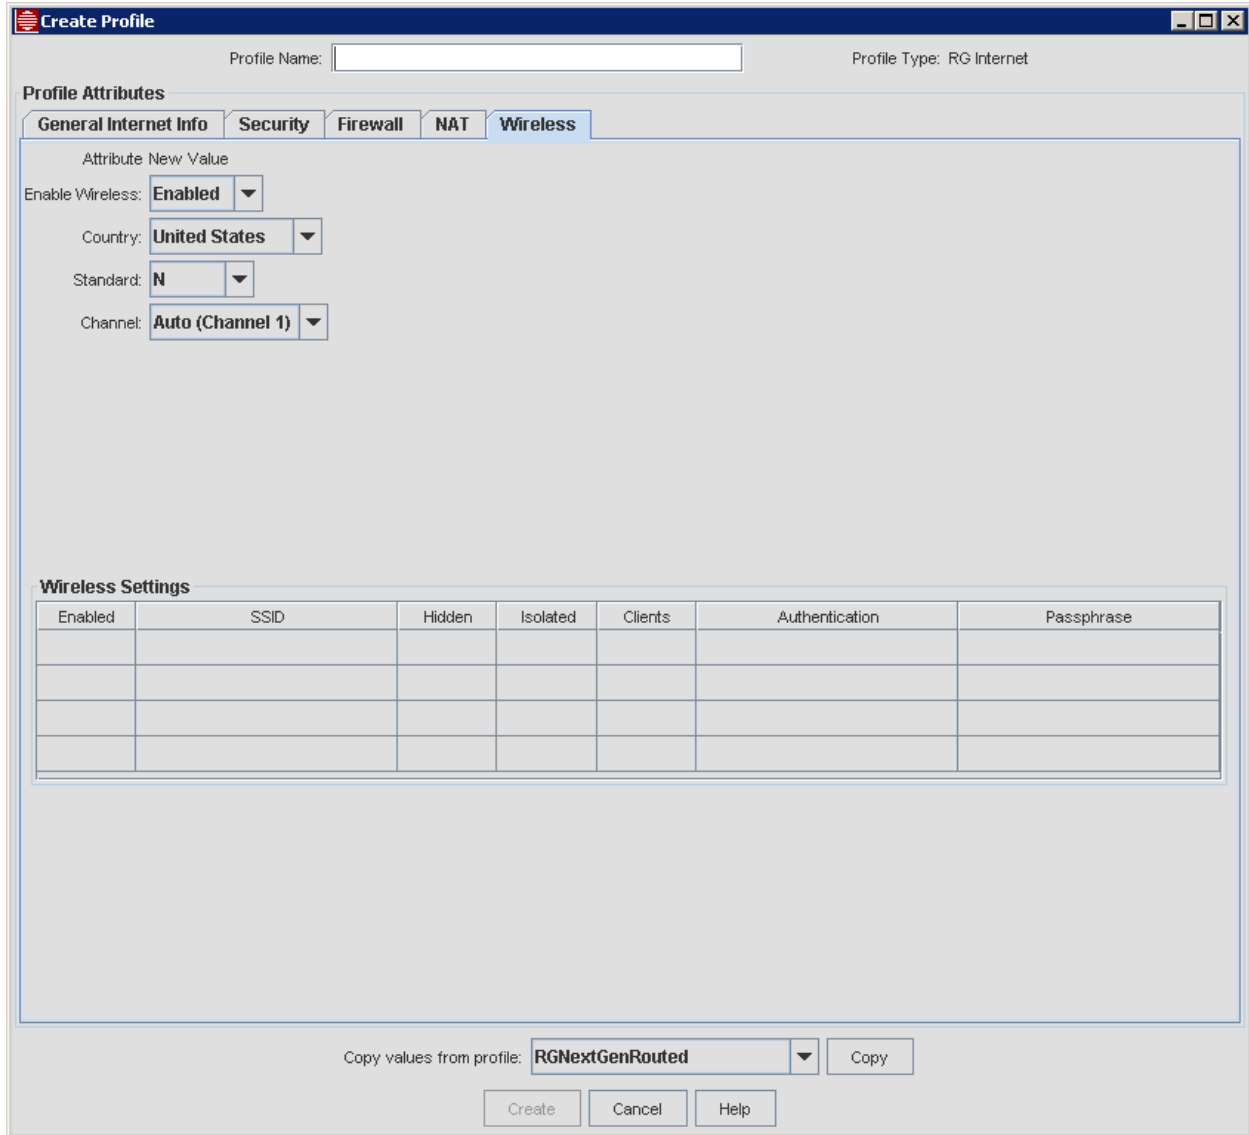 Create Profile
Profile Name: Profile Type: RG Internet
Profile Attributes
General Internet Info Security Firewall NAT Wireless
Attribute New Value
Enable Wireless: Enabled
Country: United States
Standard: N
Channel: Auto (Channel 1)
Wireless Settings
Enabled SSID Hidden Isolated Clients Authentication Passphrase
Copy values from profile: RGNextGenRouted Copy
Create Cancel Help